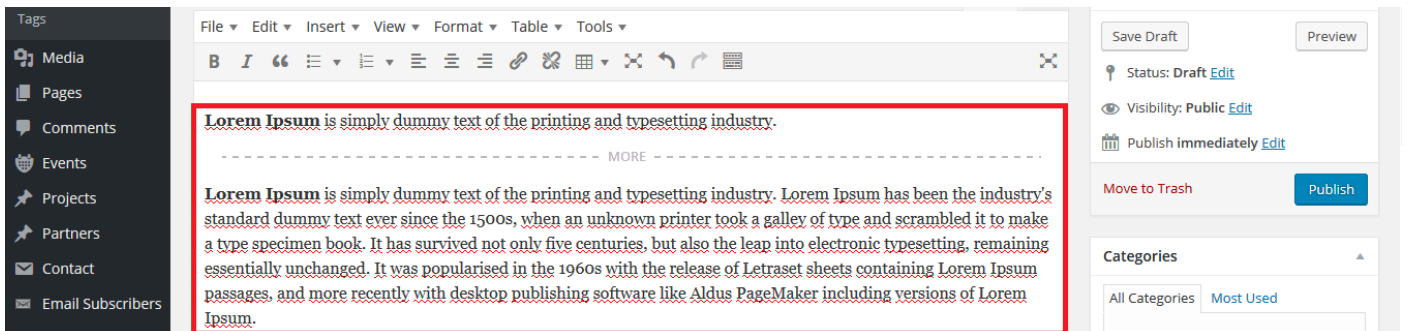 Tags
Media
Pages
Comments
Events
Projects
Partners
Contact
Email Subscribers
File Edit Insert View Format Table Tools
B I
Lorem Ipsum is simply dummy text of the printing and typesetting industry.
MORE
Lorem Ipsum is simply dummy text of the printing and typesetting industry. Lorem Ipsum has been the industry's
standard dummy text ever since the 1500s, when an unknown printer took a galley of type and scrambled it to make
a type specimen book. It has survived not only five centuries, but also the leap into electronic typesetting, remaining
essentially unchanged. It was popularised in the 1960s with the release of Letraset sheets containing Lorem Ipsum
passages, and more recently with desktop publishing software like Aldus PageMaker including versions of Lorem
Ipsum.
Save Draft Preview
Status: Draft Edit
Visibility: Public Edit
Publish immediately Edit
Move to Trash Publish
Categories
All Categories Most Used